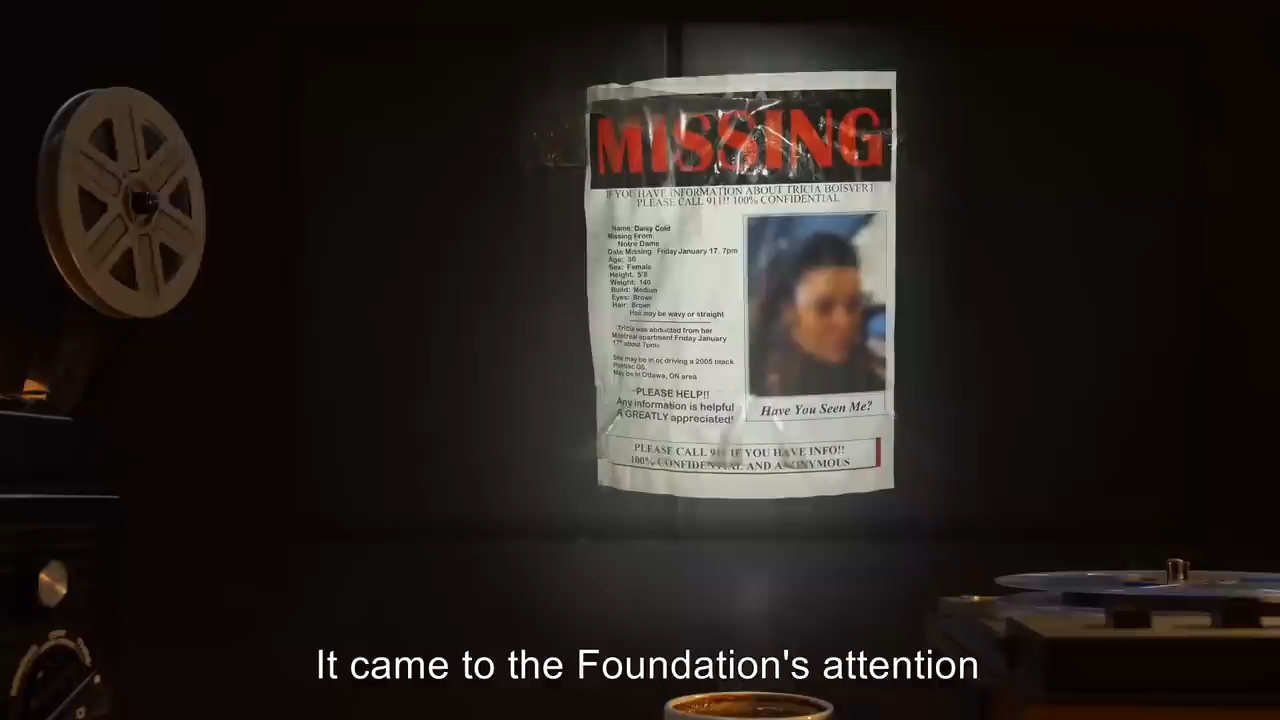 MISSING
IF YOU HAVE INFORMATION ABOUT TRICIA BOISVERT
PLEASE CALL 911!! 100% CONFIDENTIAL
Name: Daisy Cold
Missing From:
Notre Dame
Date Missing: Friday January 17, 7pm
Age: 36
Sex: Female
Height: 5'8
Weight: 140
Build: Medium
Eyes: Brown
Hair: Brown
Hair may be wavy or straight
Tricia was abducted from her
Montreal apartment Friday January
17th about 7pm
She may be in or driving a 2005 black
Pontiac G6.
May be in Ottawa, ON area
PLEASE HELP!!
Any information is helpful
& GREATLY appreciated!
Have You Seen Me?
PLEASE CALL 911 IF YOU HAVE INFO!!
100% CONFIDENTIAL AND ANONYMOUS
It came to the Foundation's attention